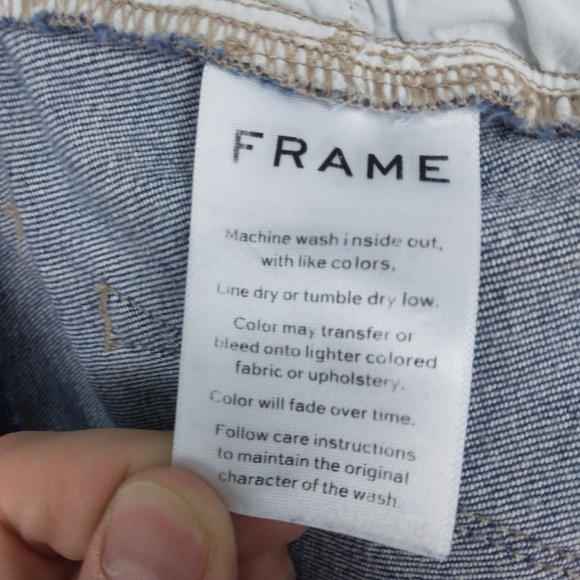 FRAME
Machine wash inside out,
with like colors,
Line dry or tumble dry low.
Color may transfer or
bleed onto lighter colored
fabric or upholstery.
Color will fade over time.
Follow care instructions
to maintain the original
character of the wash.